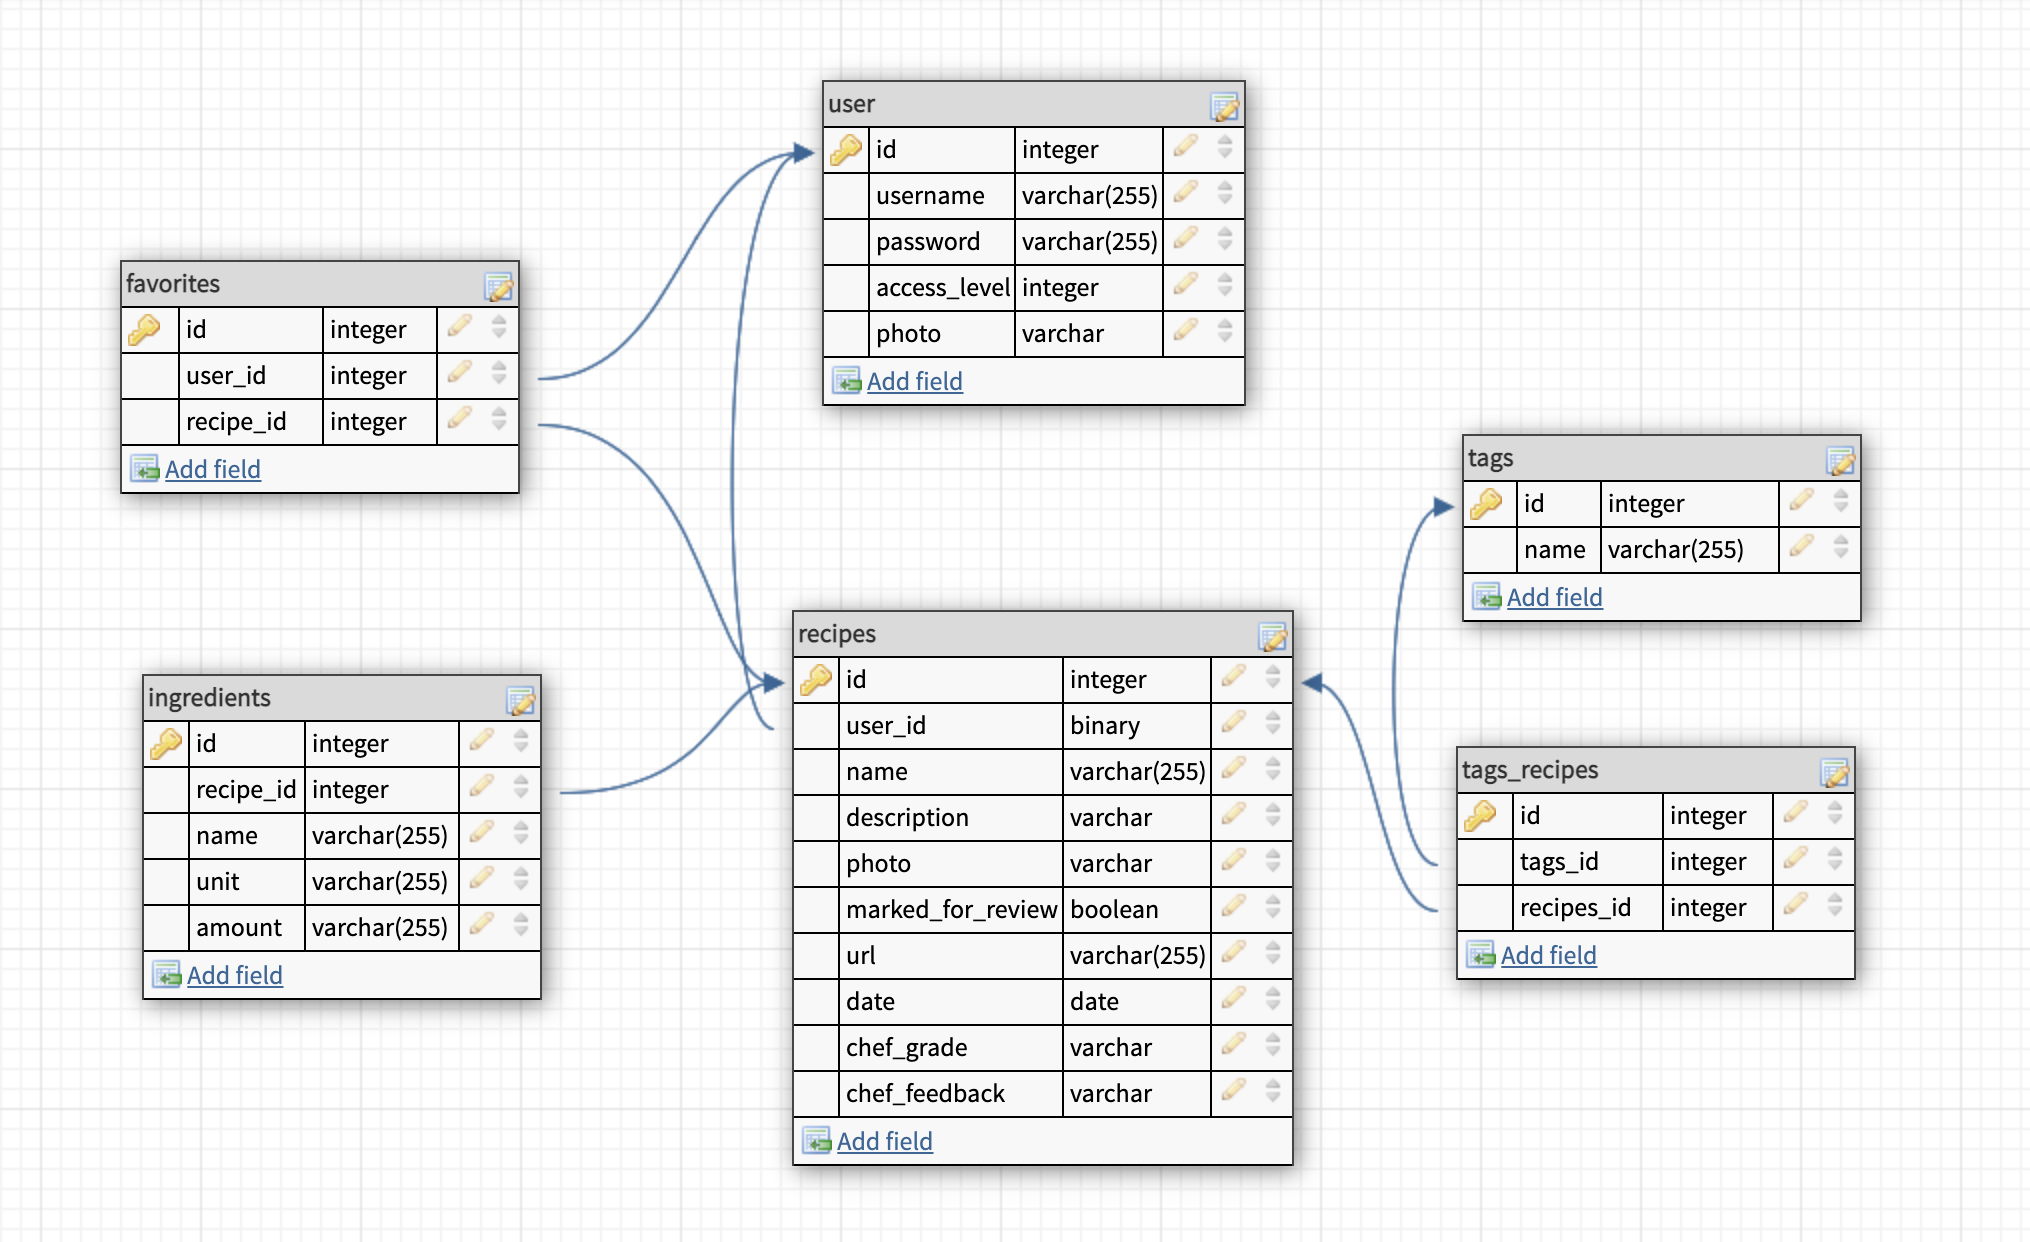 user
id integer
username varchar(255)
password varchar(255)
access_level integer
photo varchar
Add field
favorites
id integer
user_id integer
recipe_id integer
Add field
tags
id integer
name varchar(255)
Add field
recipes
id integer
user_id binary
name varchar(255)
description varchar
photo varchar
marked_for_review boolean
url varchar(255)
date date
chef_grade varchar
chef_feedback varchar
Add field
ingredients
id integer
recipe_id integer
name varchar(255)
unit varchar(255)
amount varchar(255)
Add field
tags_recipes
id integer
tags_id integer
recipes_id integer
Add field